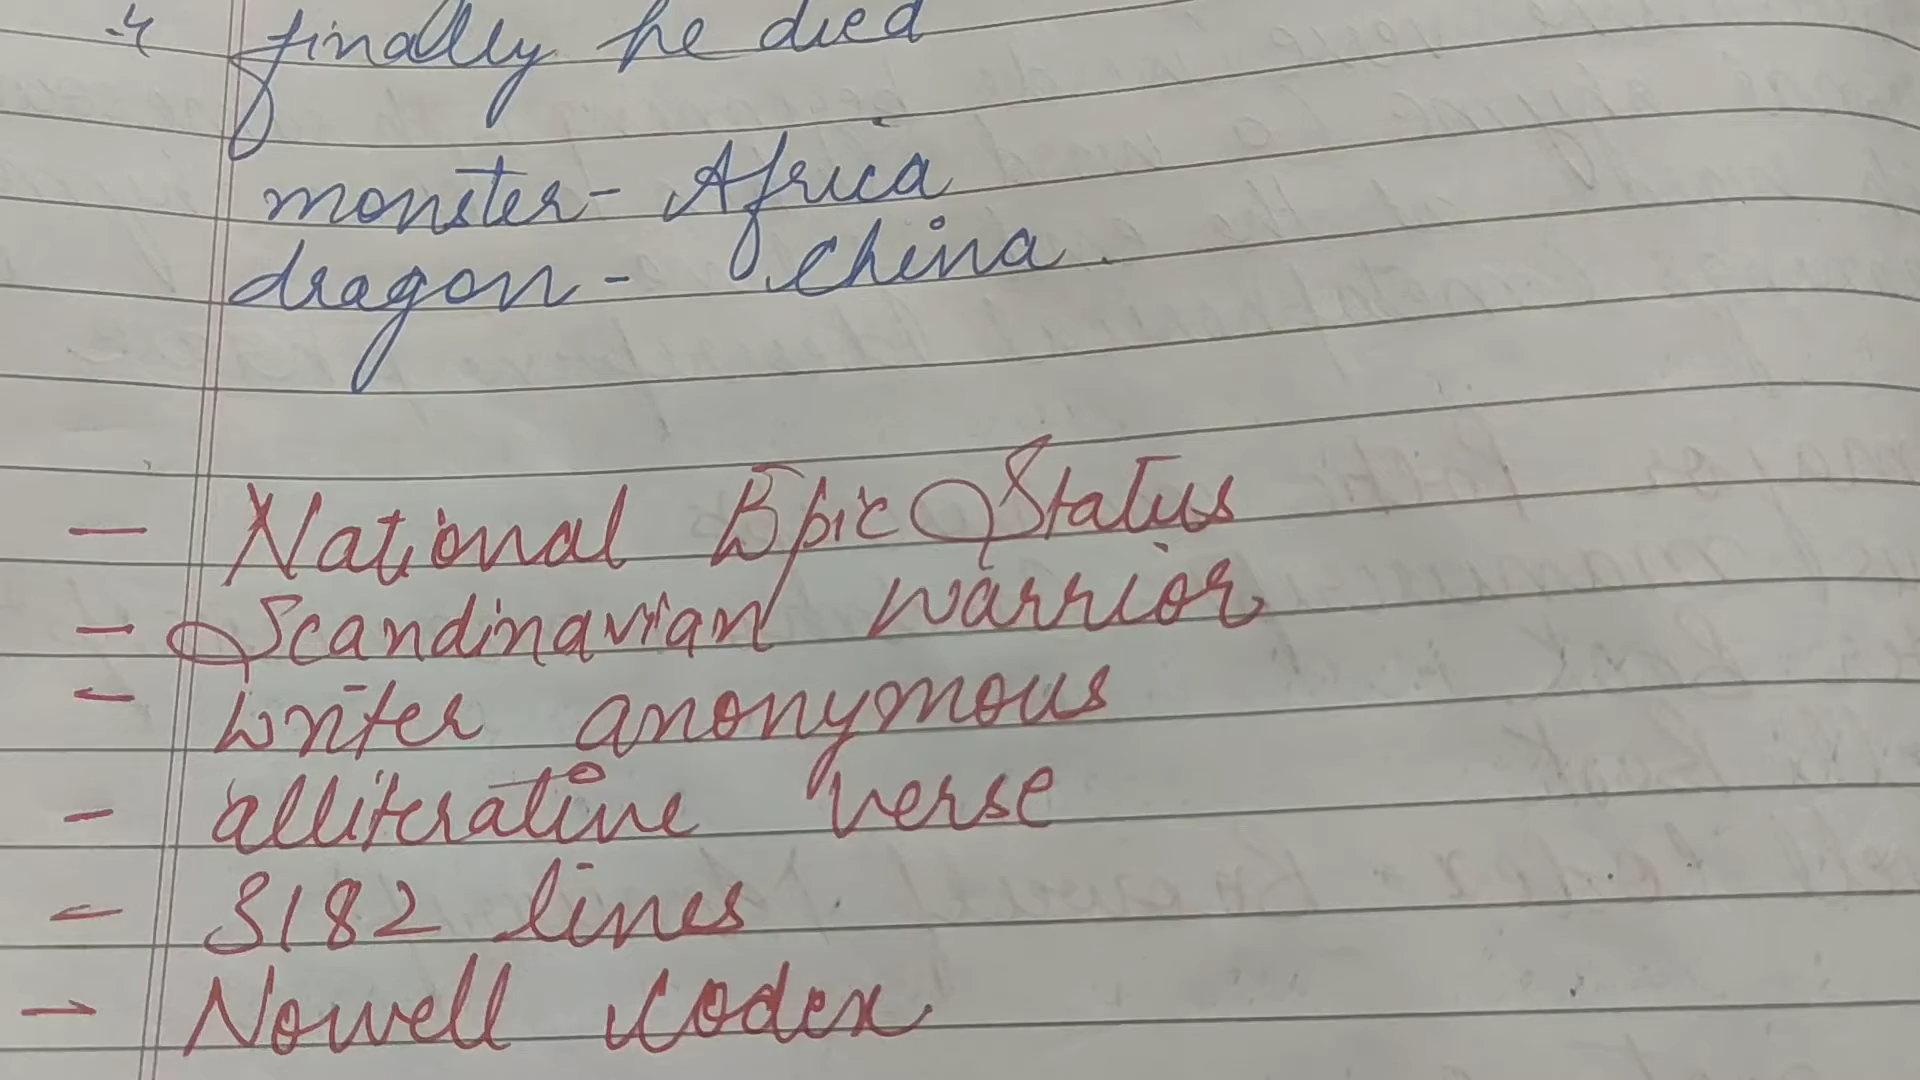 finally he died
monster - Africa
dragon - China.
- National Epic Status
- Scandinavian warrior
- writer anonymous
- alliterative verse
- 3182 lines
- Nowell codex